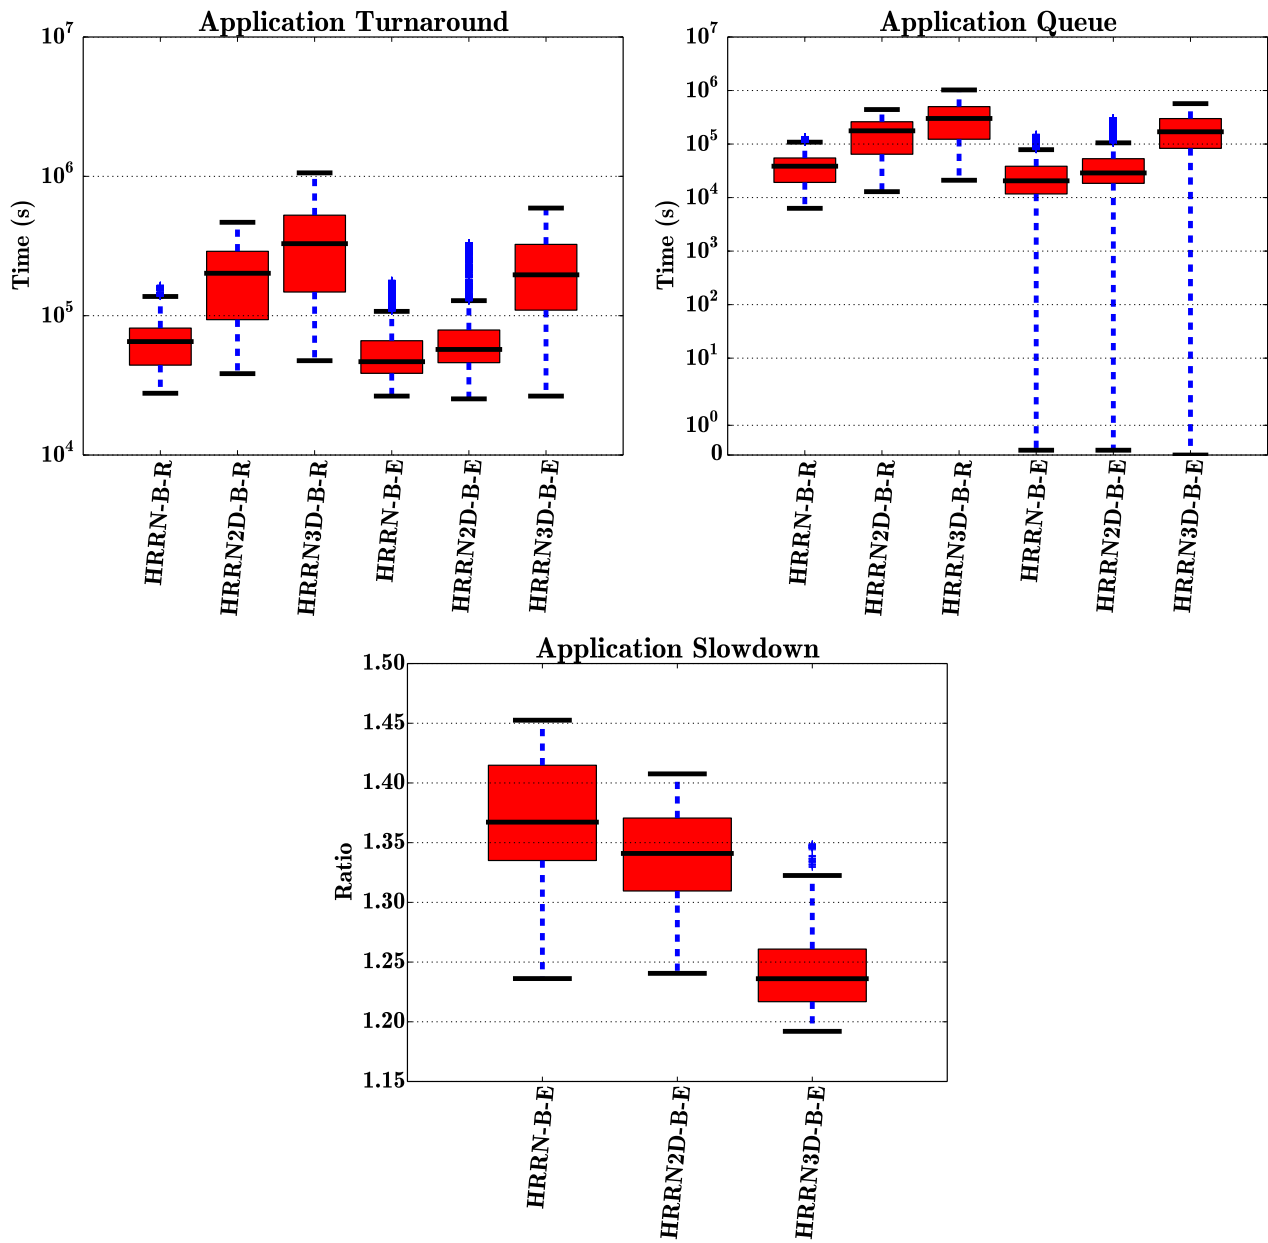 Application Turnaround
10^7
10^6
10^5
10^4
Time (s)
HRRN-B-R
HRRN2D-B-R
HRRN3D-B-R
HRRN-B-E
HRRN2D-B-E
HRRN3D-B-E
Application Queue
10^7
10^6
10^5
10^4
10^3
10^2
10^1
10^0
0
Time (s)
HRRN-B-R
HRRN2D-B-R
HRRN3D-B-R
HRRN-B-E
HRRN2D-B-E
HRRN3D-B-E
Application Slowdown
1.50
1.45
1.40
1.35
1.30
1.25
1.20
1.15
Ratio
HRRN-B-E
HRRN2D-B-E
HRRN3D-B-E